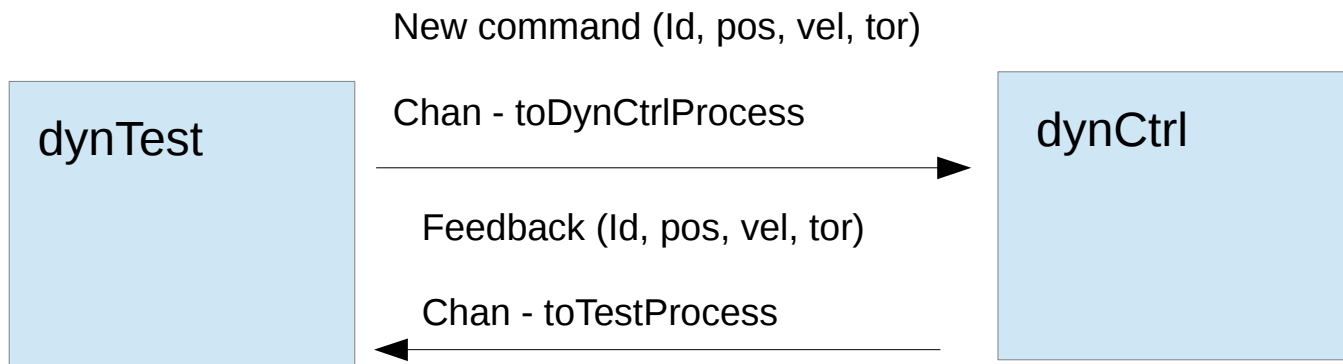 New command (Id, pos, vel, tor)
dynTest
Chan - toDynCtrlProcess
dynCtrl
Feedback (Id, pos, vel, tor)
Chan - toTestProcess